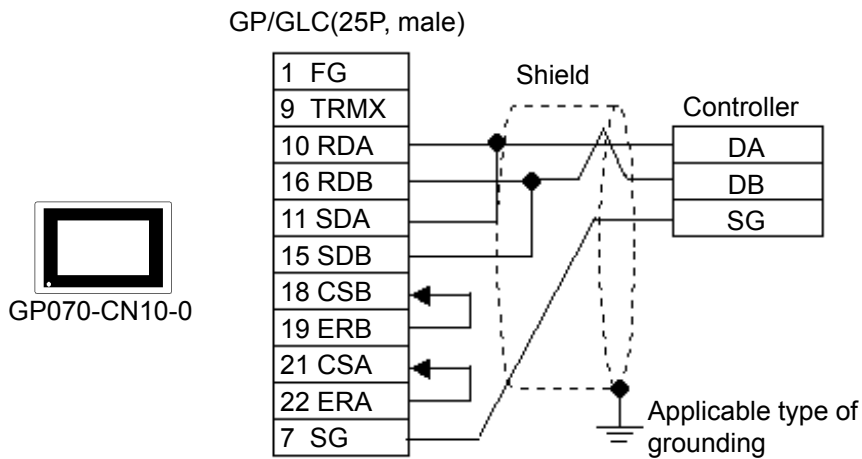 GP/GLC(25P, male)
1 FG
9 TRMX
10 RDA
16 RDB
11 SDA
15 SDB
18 CSB
19 ERB
21 CSA
22 ERA
7 SG
Shield
Controller
DA
DB
SG
GP070-CN10-0
Applicable type of
grounding